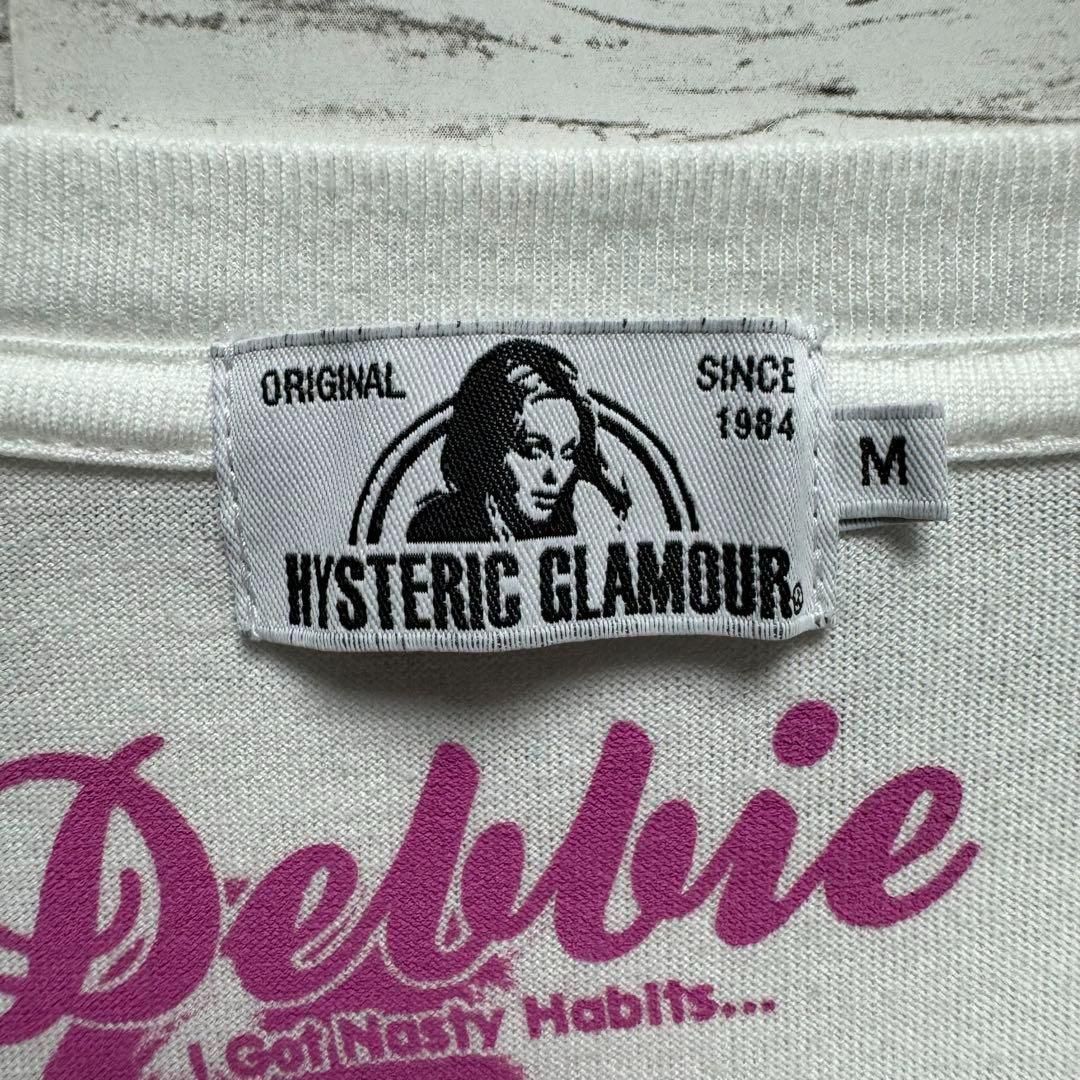 ORIGINAL
SINCE
1984
M
HYSTERIC GLAMOUR®
Debbie
I Got Nasty Habits...